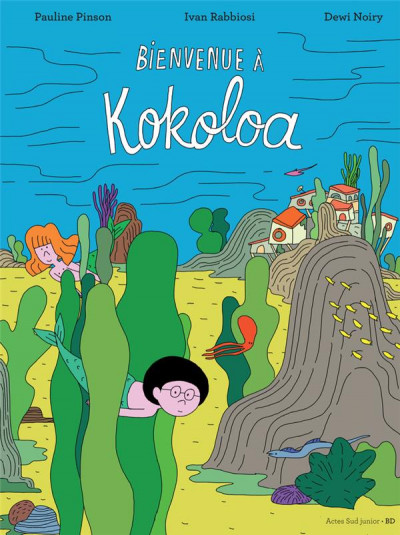 Pauline Pinson Ivan Rabbiosi Dewi Noiry
BIENVENUE À
Kokoloa
Actes Sud junior • BD